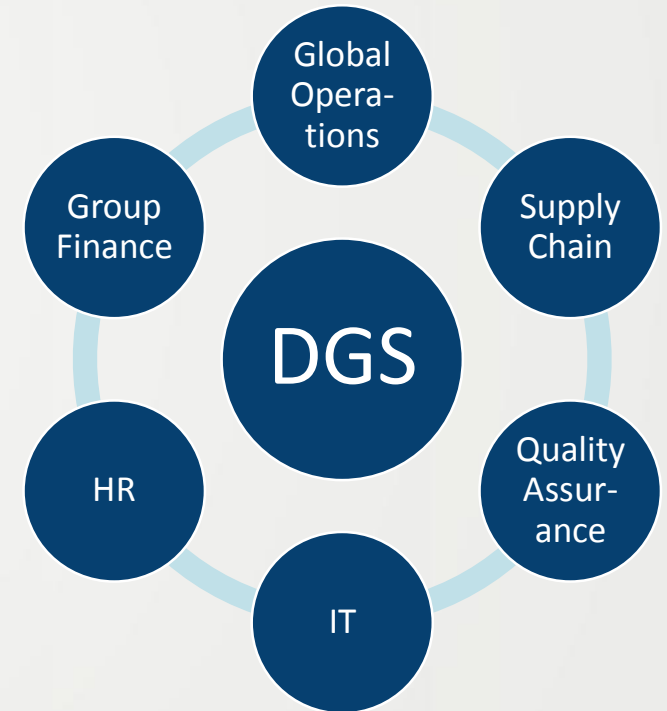 Global
Opera-
tions
Supply
Chain
Quality
Assur-
ance
IT
HR
Group
Finance
DGS